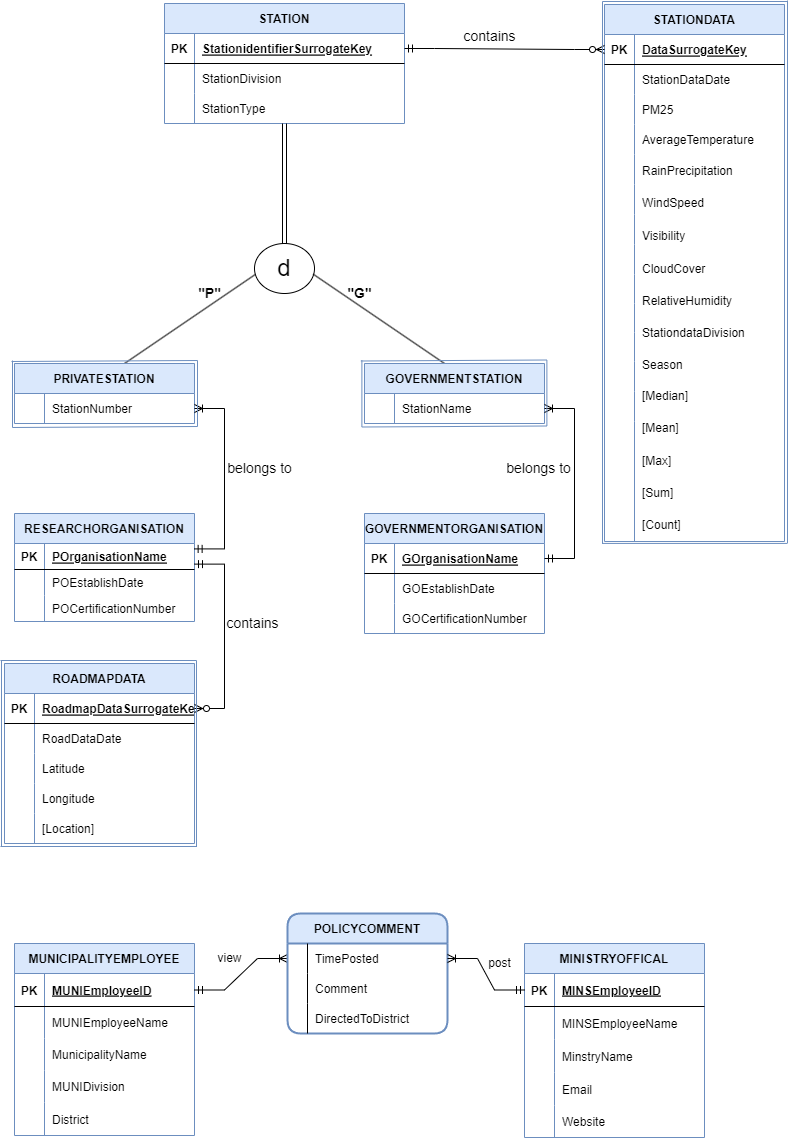 STATION
PK StationidentifierSurrogateKey
StationDivision
StationType
contains
STATIONDATA
PK DataSurrogateKey
StationDataDate
PM25
AverageTemperature
RainPrecipitation
WindSpeed
Visibility
CloudCover
RelativeHumidity
StationdataDivision
Season
[Median]
[Mean]
[Max]
[Sum]
[Count]
d
"P"
"G"
PRIVATESTATION
StationNumber
GOVERNMENTSTATION
StationName
belongs to
belongs to
RESEARCHORGANISATION
PK POrganisationName
POEstablishDate
POCertificationNumber
GOVERNMENTORGANISATION
PK GOrganisationName
GOEstablishDate
GOCertificationNumber
contains
ROADMAPDATA
PK RoadmapDataSurrogateKe
RoadDataDate
Latitude
Longitude
[Location]
POLICYCOMMENT
TimePosted
Comment
DirectedToDistrict
view
post
MUNICIPALITYEMPLOYEE
PK MUNIEmployeeID
MUNIEmployeeName
MunicipalityName
MUNIDivision
District
MINISTRYOFFICAL
PK MINSEmployeeID
MINSEmployeeName
MinstryName
Email
Website